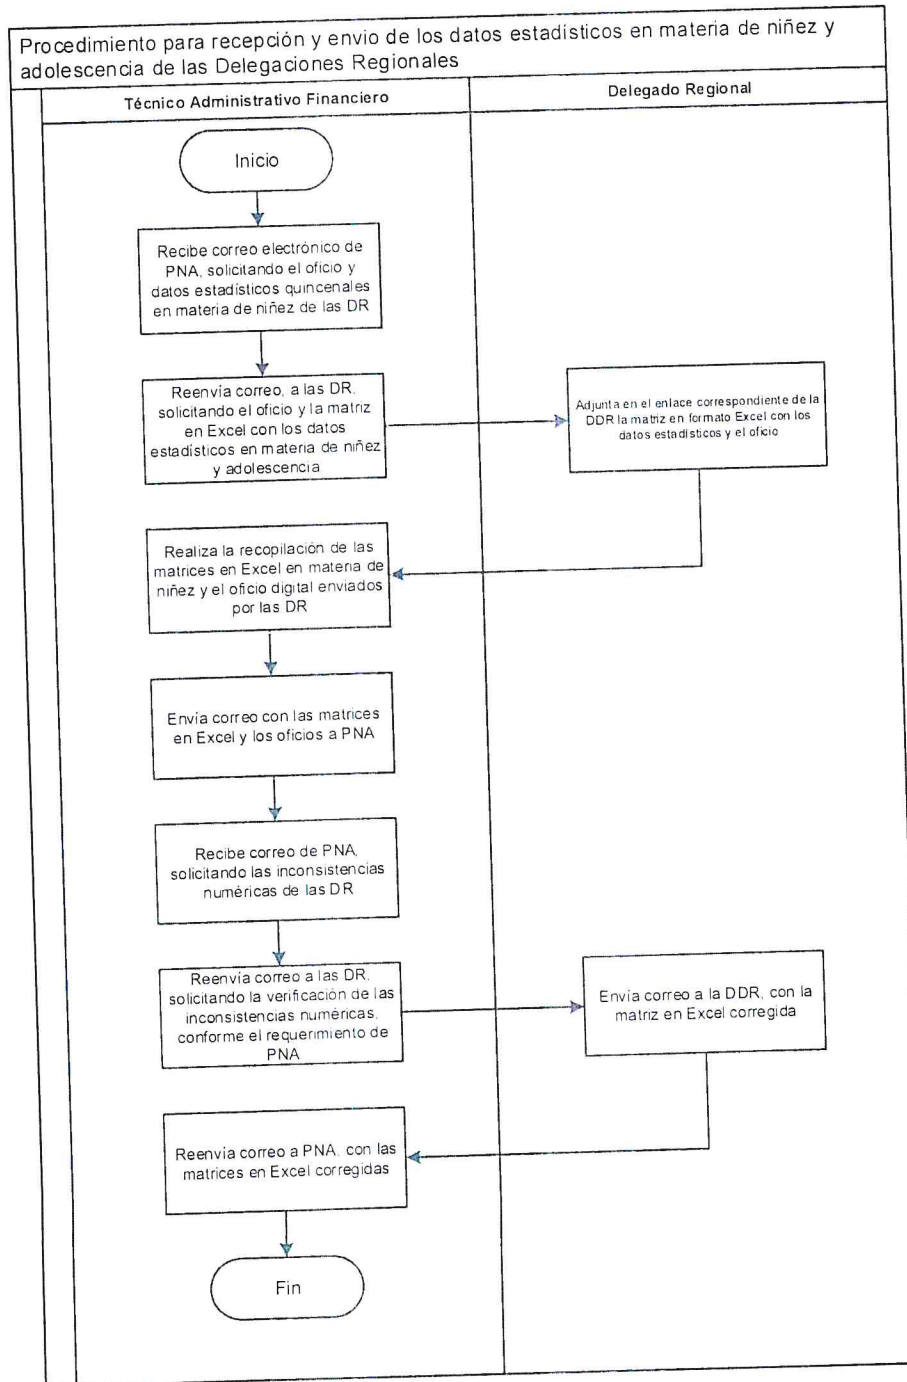 Procedimiento para recepción y envio de los datos estadísticos en materia de niñez y
adolescencia de las Delegaciones Regionales
Técnico Administrativo Financiero
Delegado Regional
Inicio
Recibe correo electrónico de
PNA, solicitando el oficio y
datos estadísticos quincenales
en materia de niñez de las DR
Reenvía correo, a las DR,
solicitando el oficio y la matriz
en Excel con los datos
estadísticos en materia de niñez
y adolescencia
Adjunta en el enlace correspondiente de la
DDR la matriz en formato Excel con los
datos estadísticos y el oficio
Realiza la recopilación de las
matrices en Excel en materia de
niñez y el oficio digital enviados
por las DR
Envía correo con las matrices
en Excel y los oficios a PNA
Recibe correo de PNA,
solicitando las inconsistencias
numéricas de las DR
Reenvía correo a las DR,
solicitando la verificación de las
inconsistencias numéricas,
conforme el requerimiento de
PNA
Envía correo a la DDR, con la
matriz en Excel corregida
Reenvía correo a PNA, con las
matrices en Excel corregidas
Fin